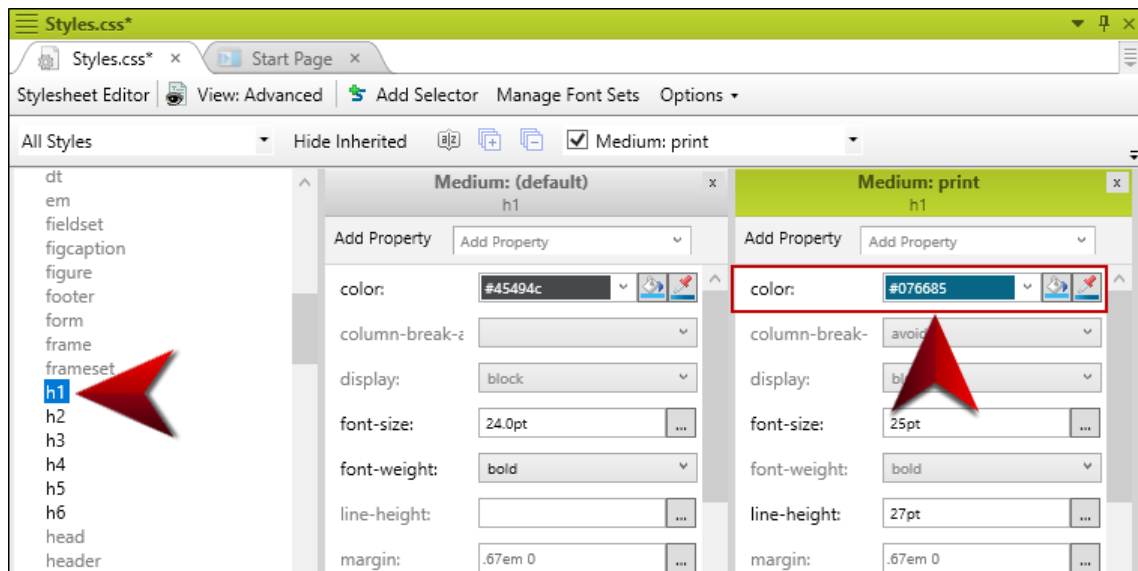 Styles.css*
Styles.css* Start Page
Stylesheet Editor View: Advanced Add Selector Manage Font Sets Options
All Styles Hide Inherited Medium: print
dt
em
fieldset
figcaption
figure
footer
form
frame
frameset
h1
h2
h3
h4
h5
h6
head
header
Medium: (default)
h1
Add Property Add Property
color: #45494c
column-break-a
display: block
font-size: 24.0pt ...
font-weight: bold
line-height: ...
margin: .67em 0 ...
Medium: print
h1
Add Property Add Property
color: #076685
column-break-
display:
font-size: 25pt ...
font-weight: bold
line-height: 27pt ...
margin: .67em 0 ...